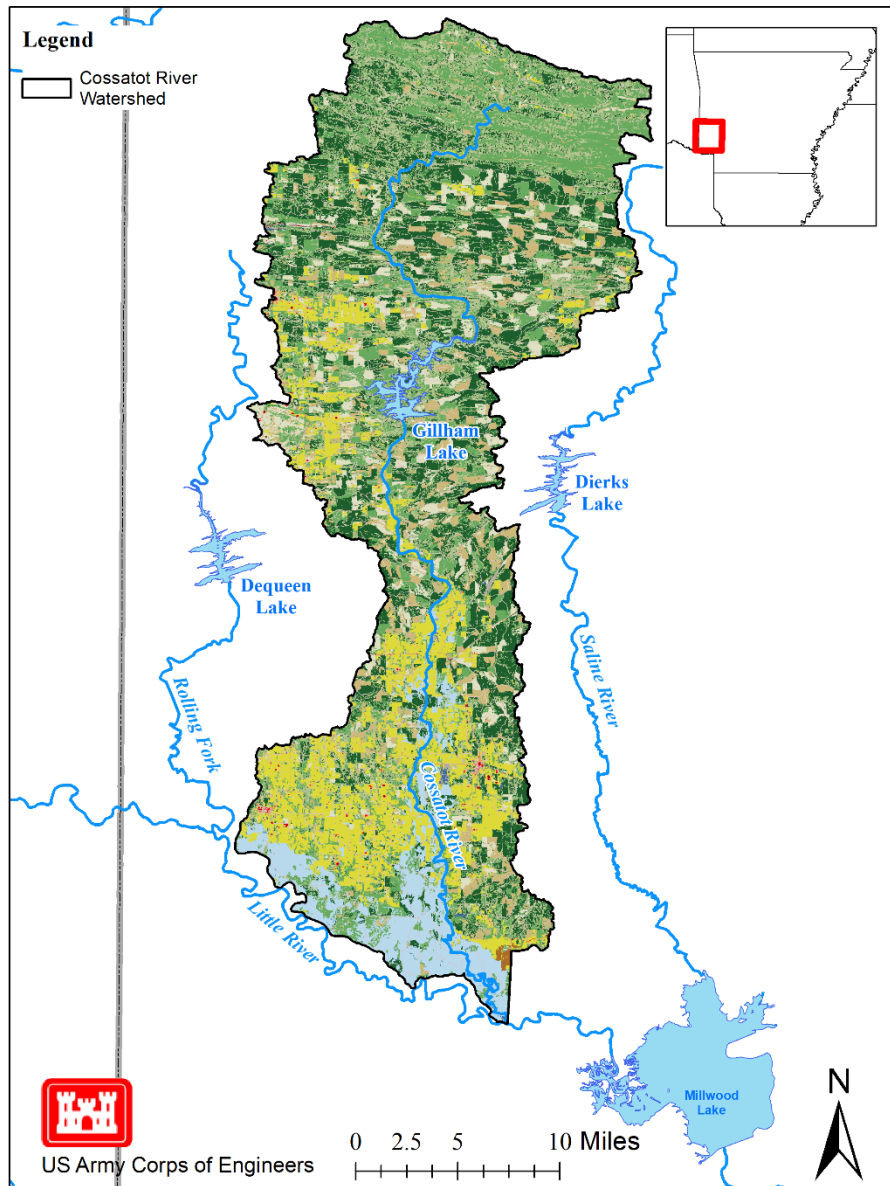 Legend
Cossatot River
Watershed
Gillham
Lake
Dierks
Lake
Dequeen
Lake
Saline River
Rolling Fork
Cossatot River
Little River
Millwood
Lake
N
0 2.5 5 10 Miles
US Army Corps of Engineers